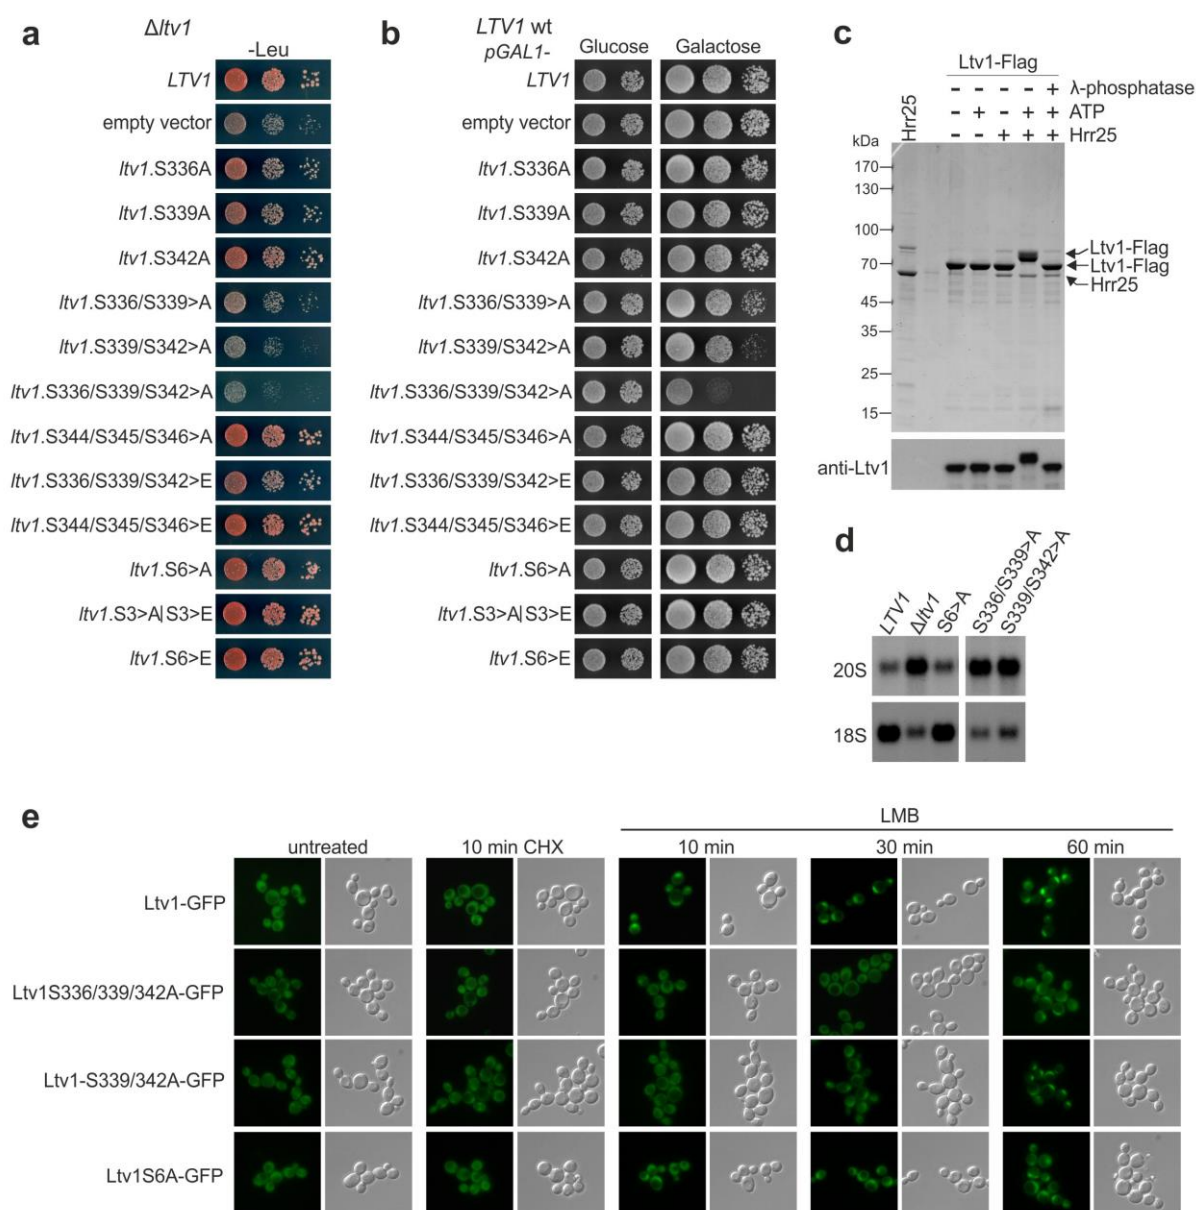 a
Δltv1
-Leu
LTV1
empty vector
ltv1.S336A
ltv1.S339A
ltv1.S342A
ltv1.S336/S339>A
ltv1.S339/S342>A
ltv1.S336/S339/S342>A
ltv1.S344/S345/S346>A
ltv1.S336/S339/S342>E
ltv1.S344/S345/S346>E
ltv1.S6>A
ltv1.S3>A|S3>E
ltv1.S6>E
b
LTV1 wt
pGAL1-
Glucose Galactose
LTV1
empty vector
ltv1.S336A
ltv1.S339A
ltv1.S342A
ltv1.S336/S339>A
ltv1.S339/S342>A
ltv1.S336/S339/S342>A
ltv1.S344/S345/S346>A
ltv1.S336/S339/S342>E
ltv1.S344/S345/S346>E
ltv1.S6>A
ltv1.S3>A|S3>E
ltv1.S6>E
c
Ltv1-Flag
- - - - + λ-phosphatase
- + - + + ATP
- - + + + Hrr25
Hrr25
kDa
170
130
100
70
45
35
25
15
Ltv1-Flag
Ltv1-Flag
Hrr25
anti-Ltv1
d
LTV1 Δltv1 S6>A S336/S339>A S339/S342>A
20S
18S
e
LMB
untreated 10 min CHX 10 min 30 min 60 min
Ltv1-GFP
Ltv1S336/339/342A-GFP
Ltv1-S339/342A-GFP
Ltv1S6A-GFP